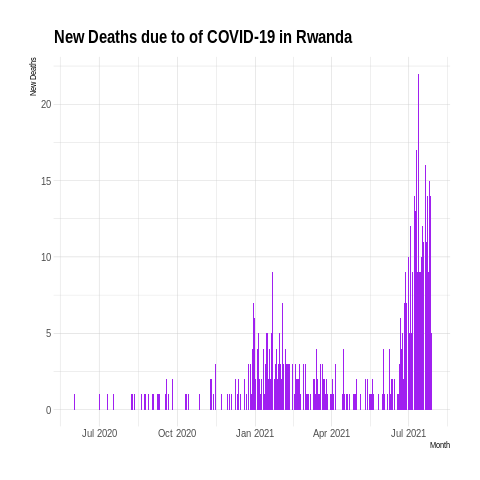 New Deaths due to of COVID-19 in Rwanda
New Deaths
20
15
10
5
0
Jul 2020 Oct 2020 Jan 2021 Apr 2021 Jul 2021
Month